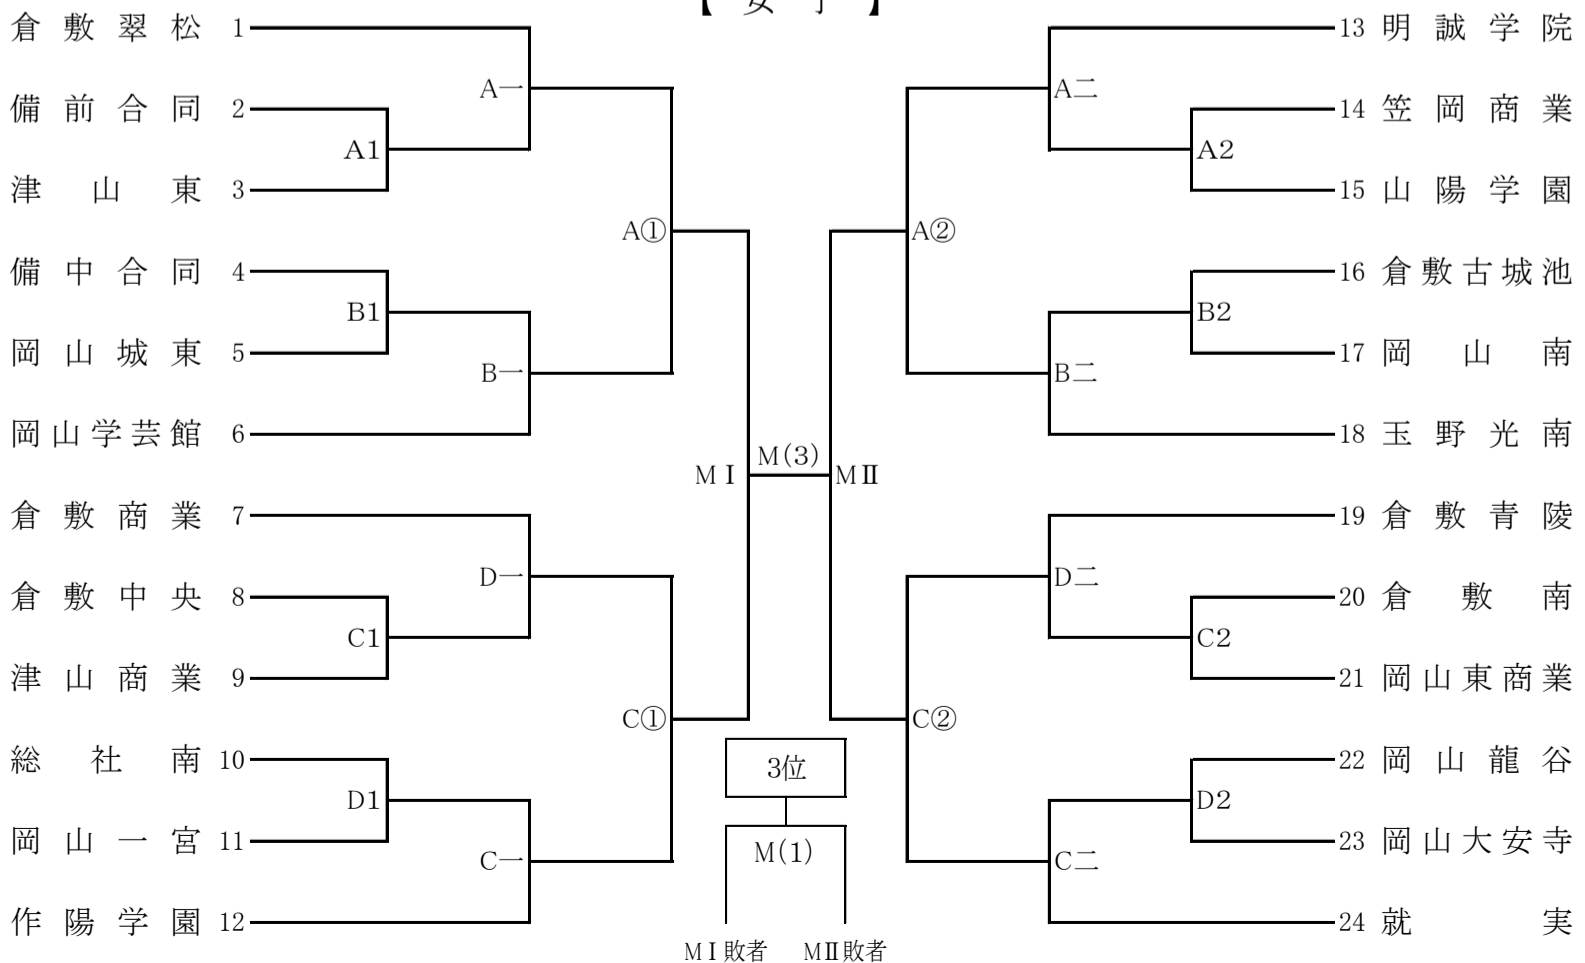 【 女 子 】
倉敷翠松 1
A一
備前合同 2
A1
津山東 3
A①
備中合同 4
B1
岡山城東 5
B一
岡山学芸館 6
MⅠ
M(3)
MⅡ
倉敷商業 7
D一
倉敷中央 8
C1
津山商業 9
C①
総社南 10
D1
岡山一宮 11
C一
作陽学園 12
3位
M(1)
MⅠ敗者 MⅡ敗者
13 明誠学院
A二
14 笠岡商業
A2
15 山陽学園
A②
16 倉敷古城池
B2
17 岡山南
B二
18 玉野光南
19 倉敷青陵
D二
20 倉敷南
C2
21 岡山東商業
C②
22 岡山龍谷
D2
23 岡山大安寺
C二
24 就実